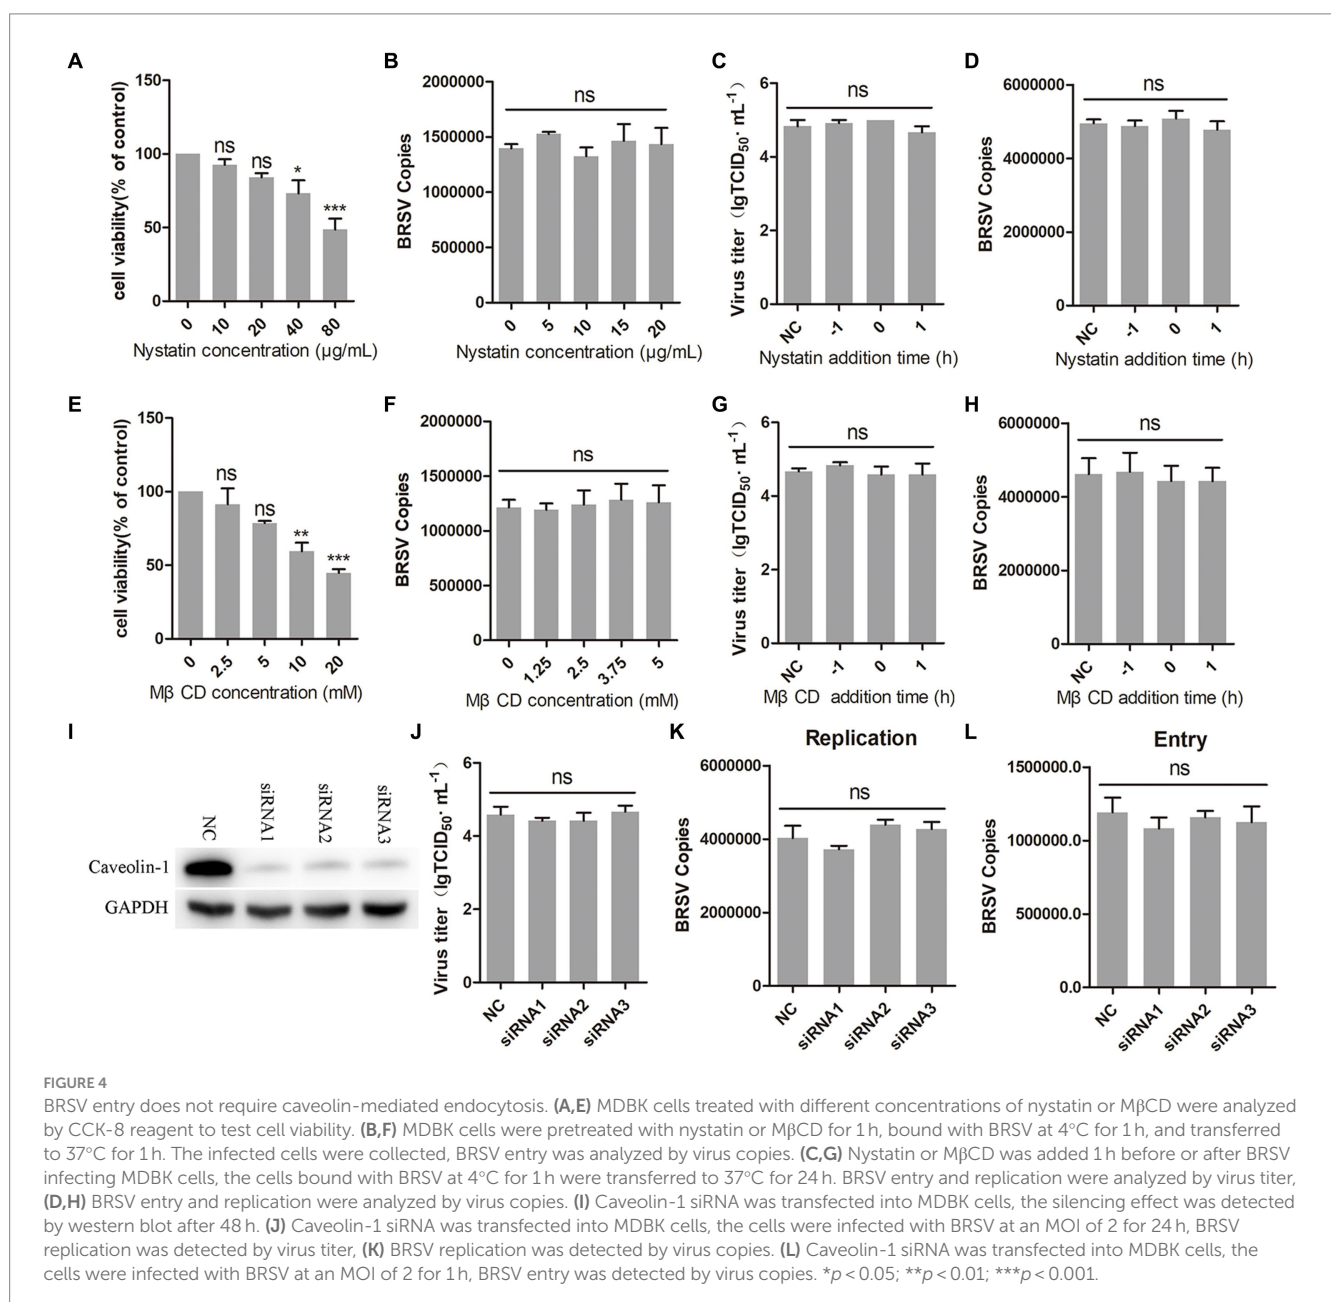 A
cell viability(% of control)
150
100
50
0
ns
ns
*
***
0 10 20 40 80
Nystatin concentration (µg/mL)
B
BRSV Copies
2000000
1500000
1000000
500000
0
ns
0 5 10 15 20
Nystatin concentration (µg/mL)
C
Virus titer（lgTCID50· mL-1）
6
4
2
0
ns
NC -1 0 1
Nystatin addition time (h)
D
BRSV Copies
6000000
4000000
2000000
0
ns
NC -1 0 1
Nystatin addition time (h)
E
cell viability(% of control)
150
100
50
0
ns
ns
**
***
0 2.5 5 10 20
Mβ CD concentration (mM)
F
BRSV Copies
2000000
1500000
1000000
500000
0
ns
0 1.25 2.5 3.75 5
Mβ CD concentration (mM)
G
Virus titer（lgTCID50· mL-1）
6
4
2
0
ns
NC -1 0 1
Mβ CD addition time (h)
H
BRSV Copies
6000000
4000000
2000000
0
ns
NC -1 0 1
Mβ CD addition time (h)
I
NC siRNA1 siRNA2 siRNA3
Caveolin-1
GAPDH
J
Virus titer（lgTCID50· mL-1）
6
4
2
0
ns
NC siRNA1 siRNA2 siRNA3
K
Replication
BRSV Copies
6000000
4000000
2000000
0
ns
NC siRNA1 siRNA2 siRNA3
L
Entry
BRSV Copies
1500000.0
1000000.0
500000.0
0.0
ns
NC siRNA1 siRNA2 siRNA3
FIGURE 4
BRSV entry does not require caveolin-mediated endocytosis. (A,E) MDBK cells treated with different concentrations of nystatin or MβCD were analyzed
by CCK-8 reagent to test cell viability. (B,F) MDBK cells were pretreated with nystatin or MβCD for 1 h, bound with BRSV at 4°C for 1 h, and transferred
to 37°C for 1 h. The infected cells were collected, BRSV entry was analyzed by virus copies. (C,G) Nystatin or MβCD was added 1 h before or after BRSV
infecting MDBK cells, the cells bound with BRSV at 4°C for 1 h were transferred to 37°C for 24 h. BRSV entry and replication were analyzed by virus titer,
(D,H) BRSV entry and replication were analyzed by virus copies. (I) Caveolin-1 siRNA was transfected into MDBK cells, the silencing effect was detected
by western blot after 48 h. (J) Caveolin-1 siRNA was transfected into MDBK cells, the cells were infected with BRSV at an MOI of 2 for 24 h, BRSV
replication was detected by virus titer, (K) BRSV replication was detected by virus copies. (L) Caveolin-1 siRNA was transfected into MDBK cells, the
cells were infected with BRSV at an MOI of 2 for 1 h, BRSV entry was detected by virus copies. *p < 0.05; **p < 0.01; ***p < 0.001.